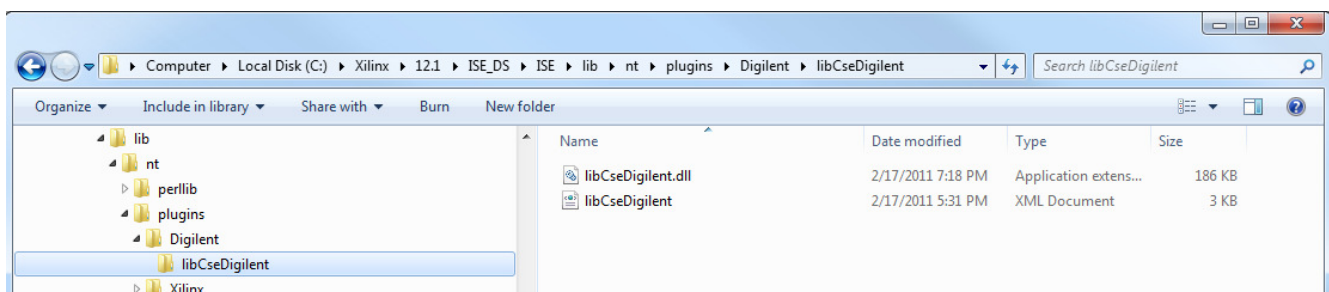 Computer Local Disk (C:) Xilinx 12.1 ISE_DS ISE lib nt plugins Digilent libCseDigilent Search libCseDigilent
Organize Include in library Share with Burn New folder
lib
nt
perllib
plugins
Digilent
libCseDigilent
Xilinx
Name Date modified Type Size
libCseDigilent.dll 2/17/2011 7:18 PM Application extens... 186 KB
libCseDigilent 2/17/2011 5:31 PM XML Document 3 KB